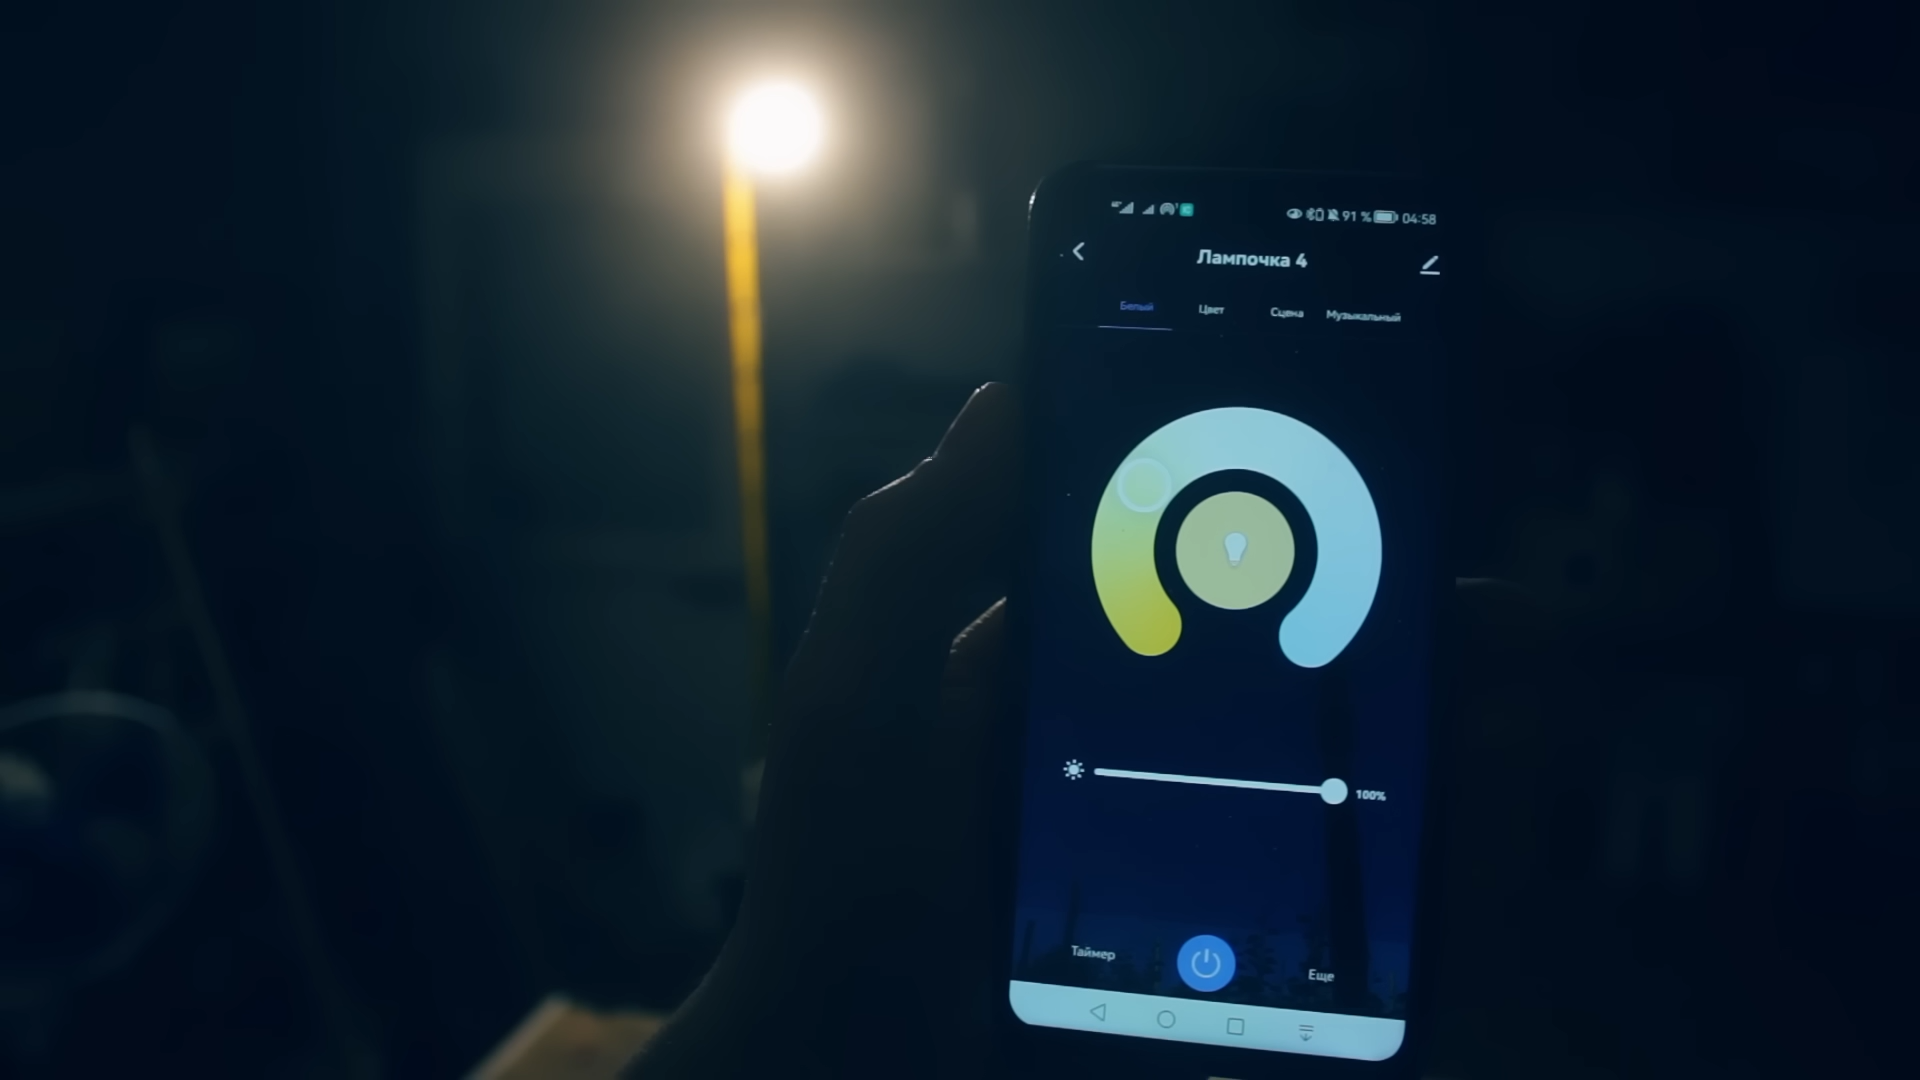 91 % 04:58
Лампочка 4
Белый Цвет Сцена Музыкальный
100%
Таймер Еще